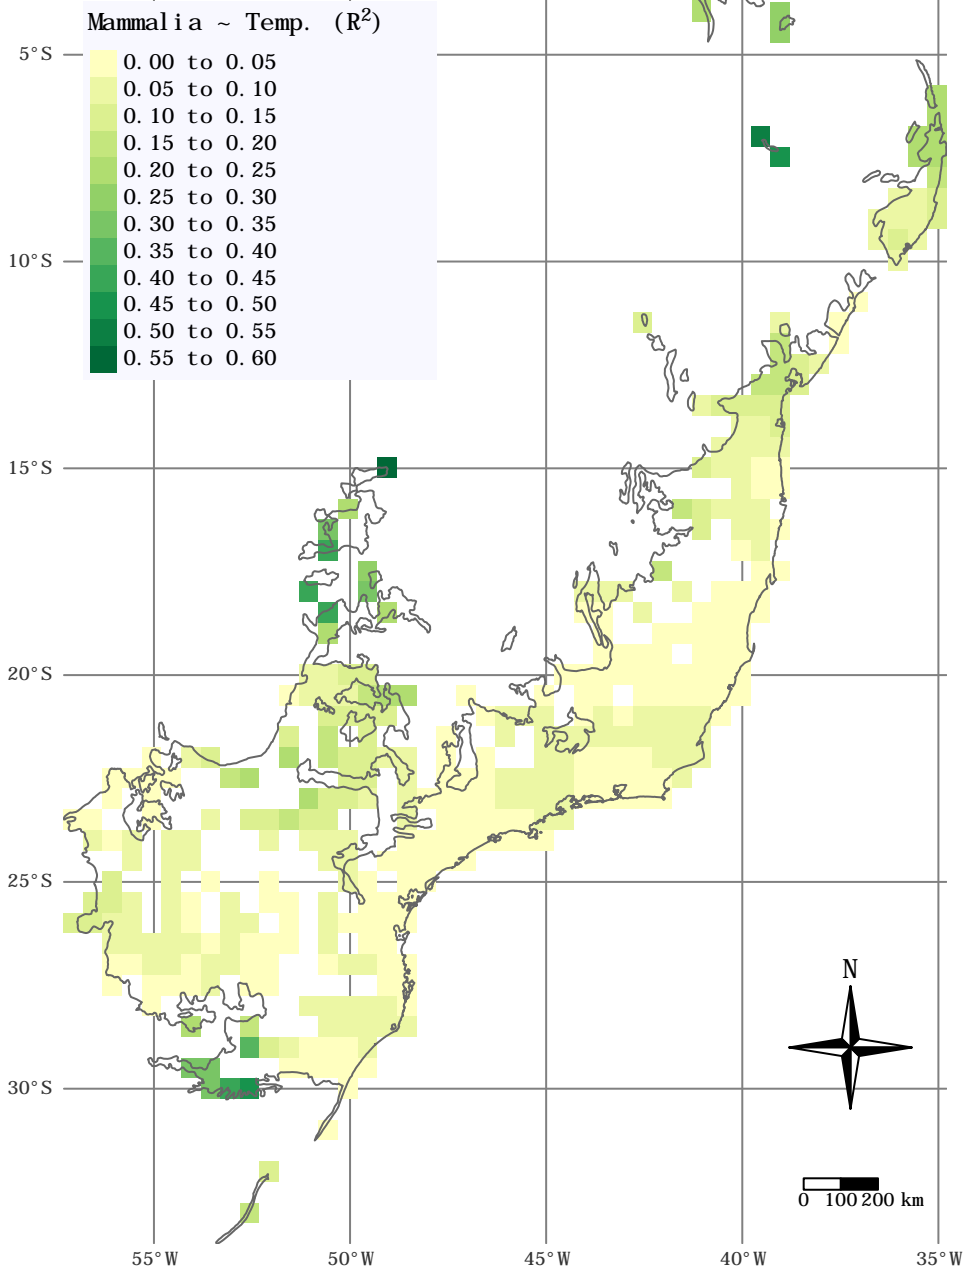 Mammalia ~ Temp. (R²)
0.00 to 0.05
0.05 to 0.10
0.10 to 0.15
0.15 to 0.20
0.20 to 0.25
0.25 to 0.30
0.30 to 0.35
0.35 to 0.40
0.40 to 0.45
0.45 to 0.50
0.50 to 0.55
0.55 to 0.60
5°S
10°S
15°S
20°S
25°S
30°S
N
0 100 200 km
55°W 50°W 45°W 40°W 35°W